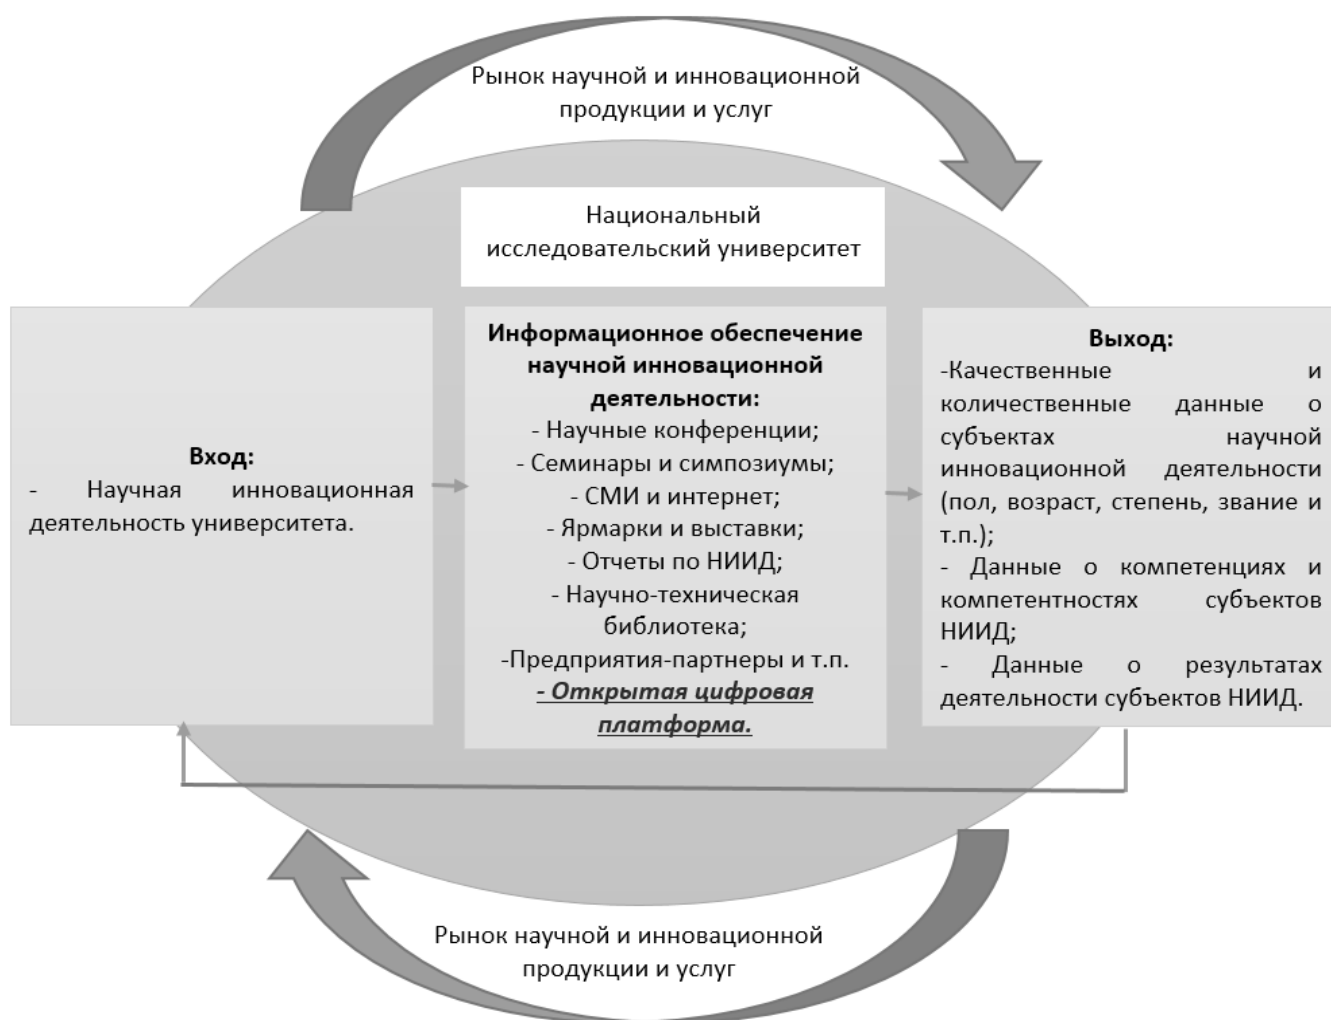 Рынок научной и инновационной
продукции и услуг
Национальный
исследовательский университет
Вход:
- Научная инновационная
деятельность университета.
Информационное обеспечение
научной инновационной
деятельности:
- Научные конференции;
- Семинары и симпозиумы;
- СМИ и интернет;
- Ярмарки и выставки;
- Отчеты по НИИД;
- Научно-техническая
библиотека;
-Предприятия-партнеры и т.п.
- Открытая цифровая
платформа.
Выход:
-Качественные и
количественные данные о
субъектах научной
инновационной деятельности
(пол, возраст, степень, звание и
т.п.);
- Данные о компетенциях и
компетентностях субъектов
НИИД;
- Данные о результатах
деятельности субъектов НИИД.
Рынок научной и инновационной
продукции и услуг